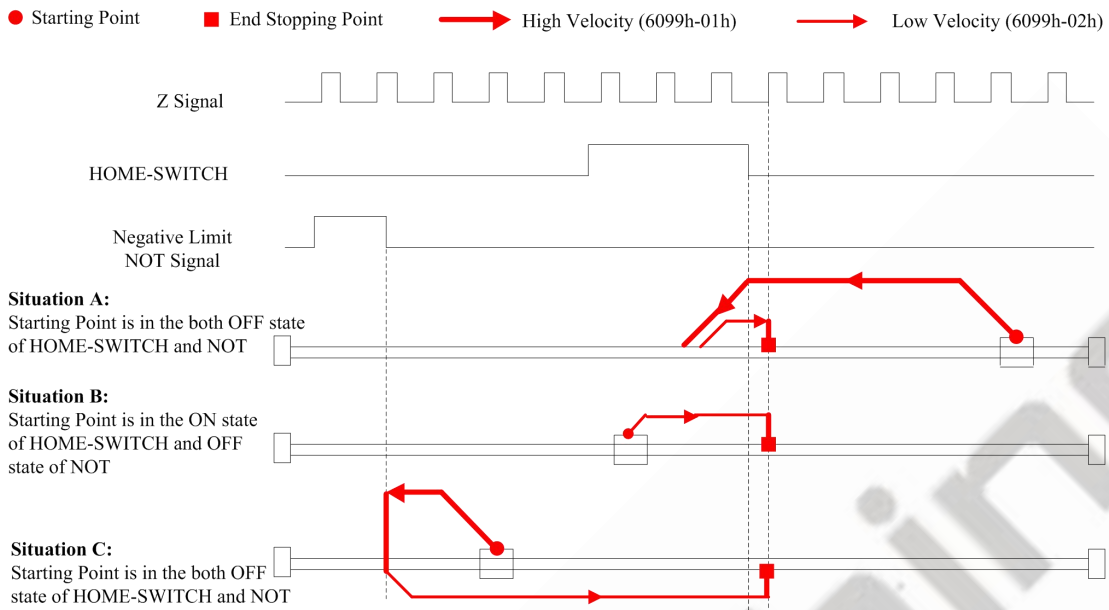 Starting Point
End Stopping Point
High Velocity (6099h-01h)
Low Velocity (6099h-02h)
Z Signal
HOME-SWITCH
Negative Limit
NOT Signal
Situation A:
Starting Point is in the both OFF state
of HOME-SWITCH and NOT
Situation B:
Starting Point is in the ON state
of HOME-SWITCH and OFF
state of NOT
Situation C:
Starting Point is in the both OFF
state of HOME-SWITCH and NOT